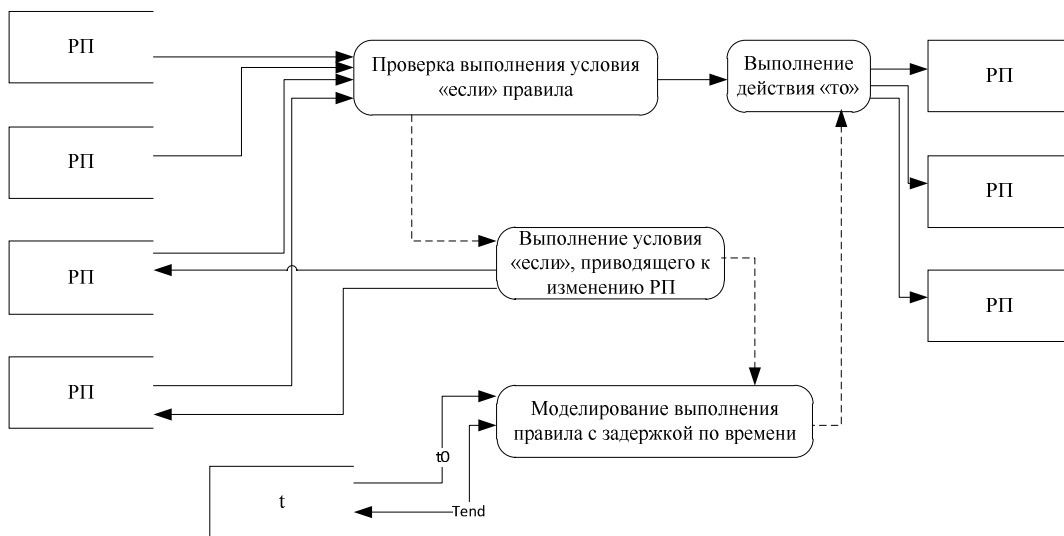 РП
Проверка выполнения условия
«если» правила
Выполнение
действия «то»
РП
РП
РП
РП
Выполнение условия
«если», приводящего к
изменению РП
РП
РП
Моделирование выполнения
правила с задержкой по времени
t0
t
Tend